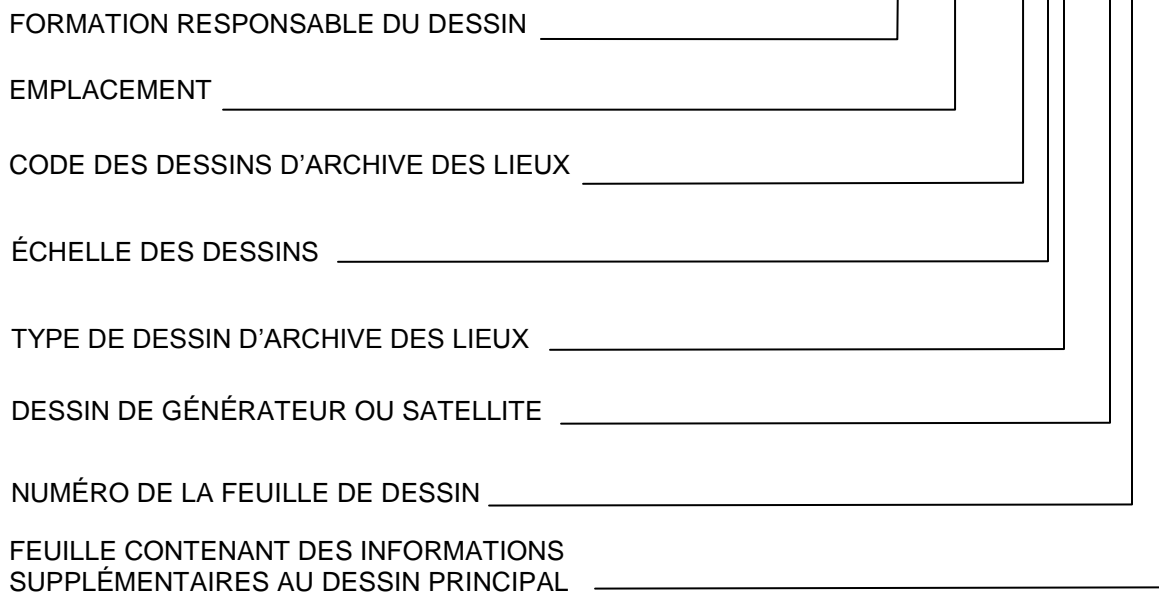 FORMATION RESPONSABLE DU DESSIN
EMPLACEMENT
CODE DES DESSINS D’ARCHIVE DES LIEUX
ÉCHELLE DES DESSINS
TYPE DE DESSIN D’ARCHIVE DES LIEUX
DESSIN DE GÉNÉRATEUR OU SATELLITE
NUMÉRO DE LA FEUILLE DE DESSIN
FEUILLE CONTENANT DES INFORMATIONS
SUPPLÉMENTAIRES AU DESSIN PRINCIPAL